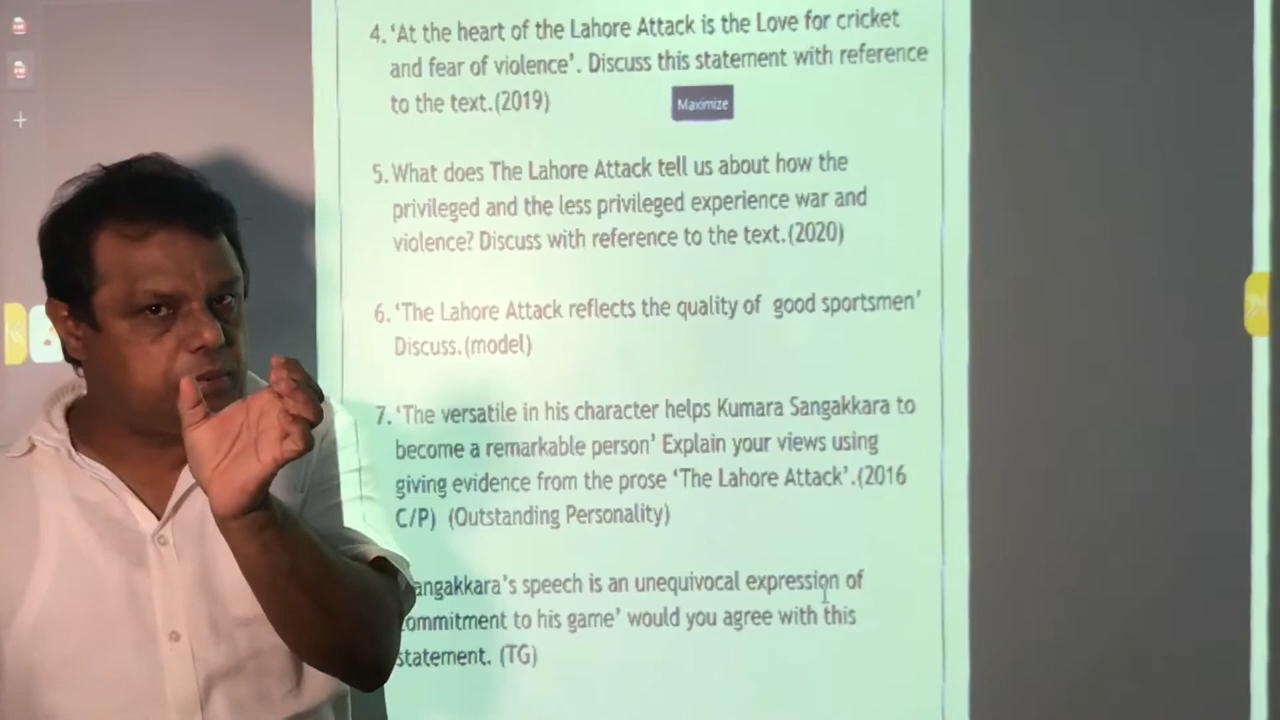 4. ‘At the heart of the Lahore Attack is the Love for cricket
and fear of violence’. Discuss this statement with reference
to the text.(2019)
Maximize
5. What does The Lahore Attack tell us about how the
privileged and the less privileged experience war and
violence? Discuss with reference to the text.(2020)
6. ‘The Lahore Attack reflects the quality of good sportsmen’
Discuss.(model)
7. ‘The versatile in his character helps Kumara Sangakkara to
become a remarkable person’ Explain your views using
giving evidence from the prose ‘The Lahore Attack’.(2016
C/P) (Outstanding Personality)
angakkara’s speech is an unequivocal expression of
ommitment to his game’ would you agree with this
statement. (TG)